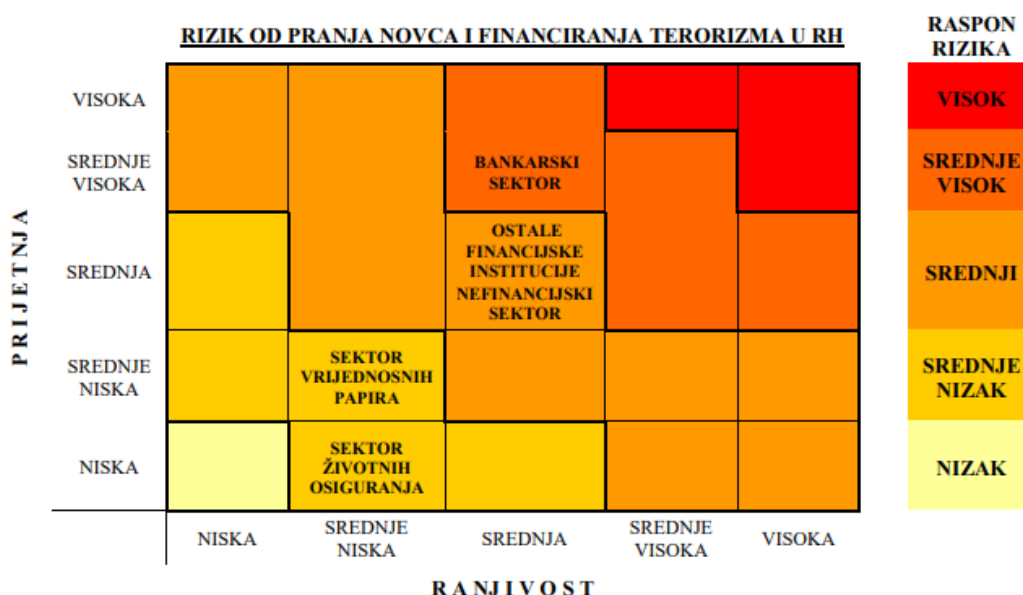 RIZIK OD PRANJA NOVCA I FINANCIRANJA TERORIZMA U RH
RASPON
RIZIKA
PRIJETNJA
VISOKA
VISOK
SREDNJE
VISOKA
BANKARSKI
SEKTOR
SREDNJE
VISOK
SREDNJA
OSTALE
FINANCIJSKE
INSTITUCIJE
NEFINANCIJSKI
SEKTOR
SREDNJI
SREDNJE
NISKA
SEKTOR
VRIJEDNOSNIH
PAPIRA
SREDNJE
NIZAK
NISKA
SEKTOR
ŽIVOTNIH
OSIGURANJA
NIZAK
NISKA
SREDNJE
NISKA
SREDNJA
SREDNJE
VISOKA
VISOKA
RANJIVOST